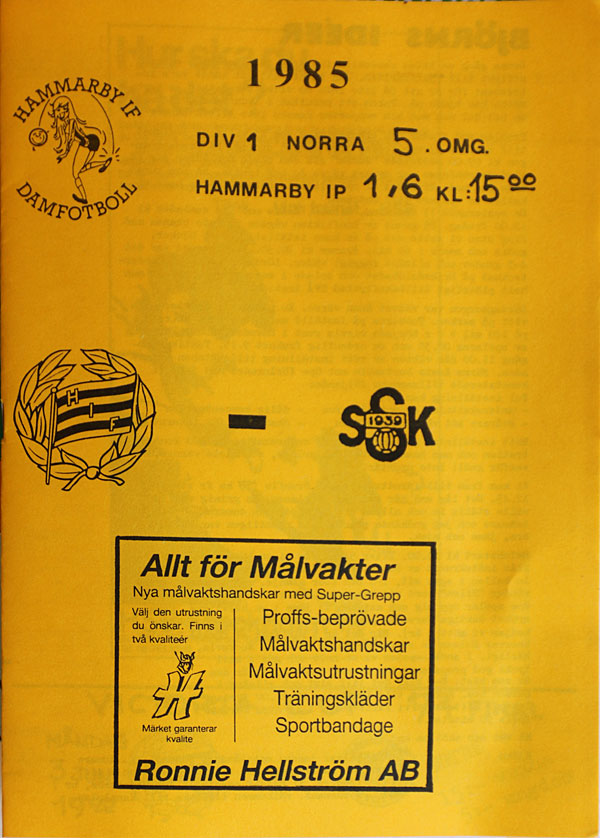 1985
HAMMARBY IF
DAMFOTBOLL
DIV 1 NORRA 5. OMG.
HAMMARBY IP 1,6 KL:15⁰⁰
HIF
-
SSK
1939
Allt för Målvakter
Nya målvaktshandskar med Super-Grepp
Välj den utrustning
du önskar. Finns i
två kvaliteér
Märket garanterar
kvalite
Proffs-beprövade
Målvaktshandskar
Målvaktsutrustningar
Träningskläder
Sportbandage
Ronnie Hellström AB